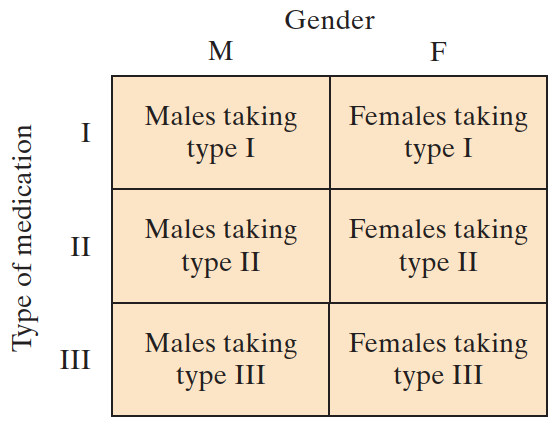 Gender
M F
Type of medication
I
Males taking
type I
Females taking
type I
II
Males taking
type II
Females taking
type II
III
Males taking
type III
Females taking
type III